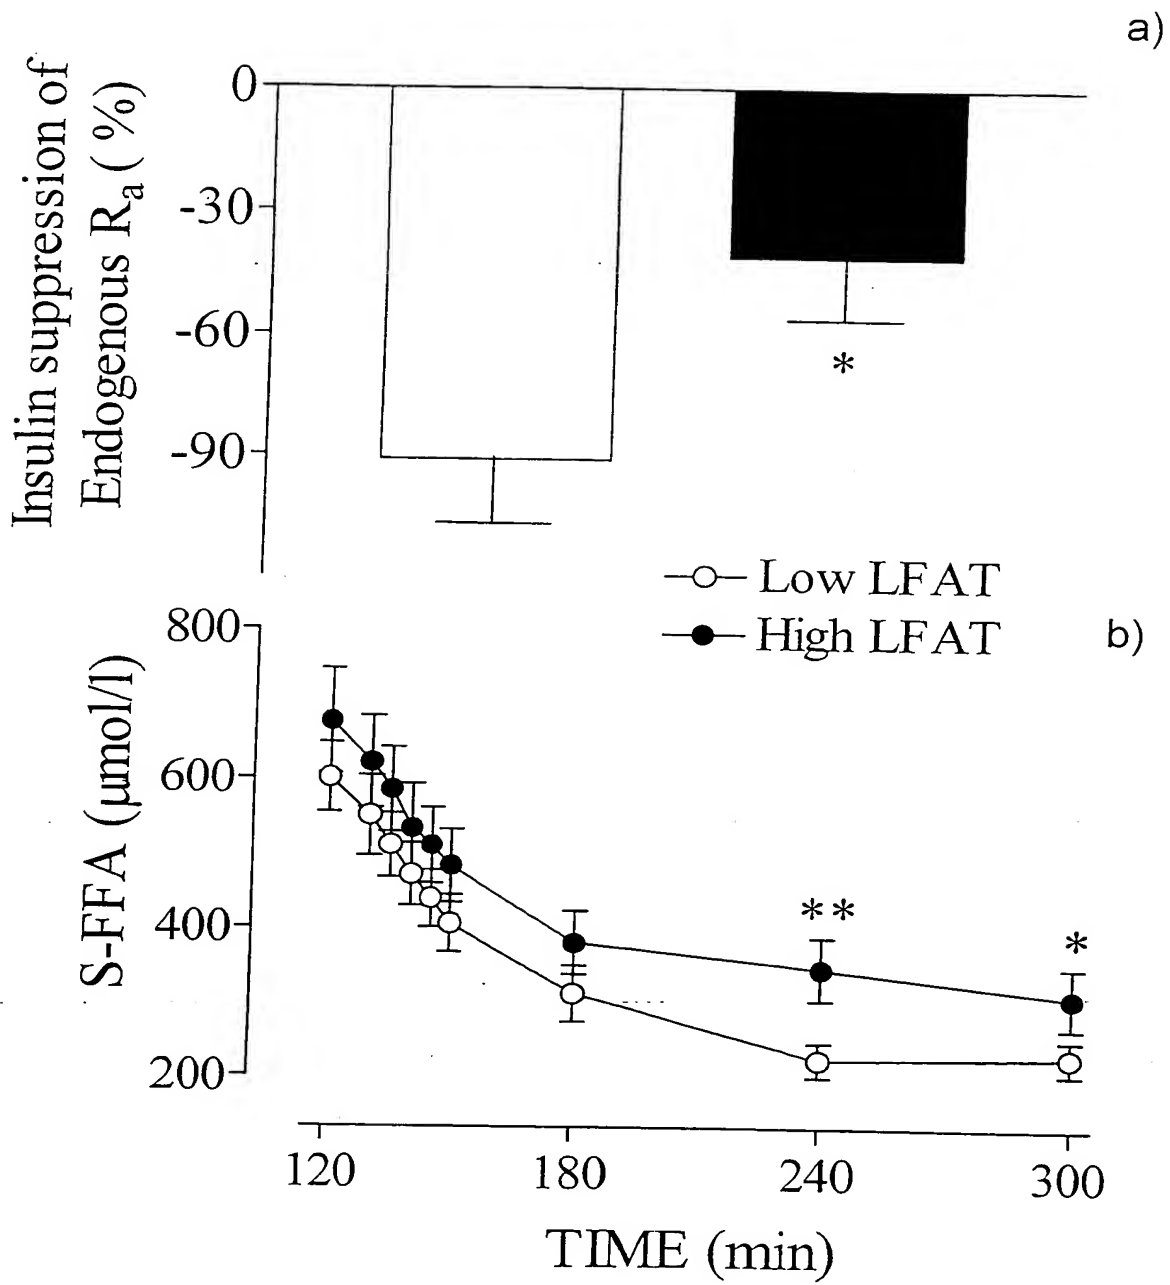 a)
Insulin suppression of
Endogenous Ra ( %)
0
-30
-60
-90
*
Low LFAT
High LFAT
b)
S-FFA (μmol/l)
800
600
400
200
**
*
120 180 240 300
TIME (min)